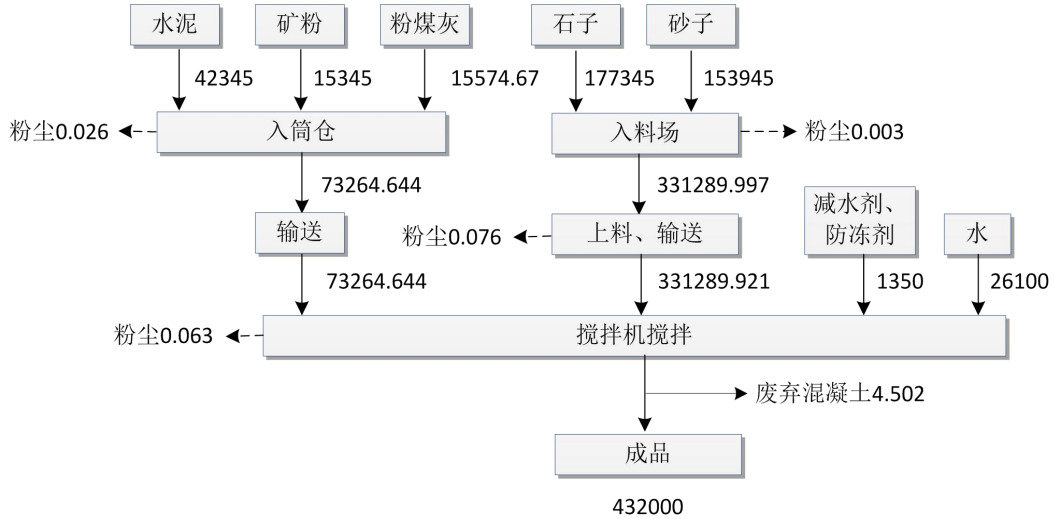 水泥
矿粉
粉煤灰
石子
砂子
42345
15345
15574.67
177345
153945
粉尘0.026
入筒仓
入料场
粉尘0.003
73264.644
331289.997
输送
粉尘0.076
上料、输送
减水剂、
防冻剂
水
73264.644
331289.921
1350
26100
粉尘0.063
搅拌机搅拌
废弃混凝土4.502
成品
432000